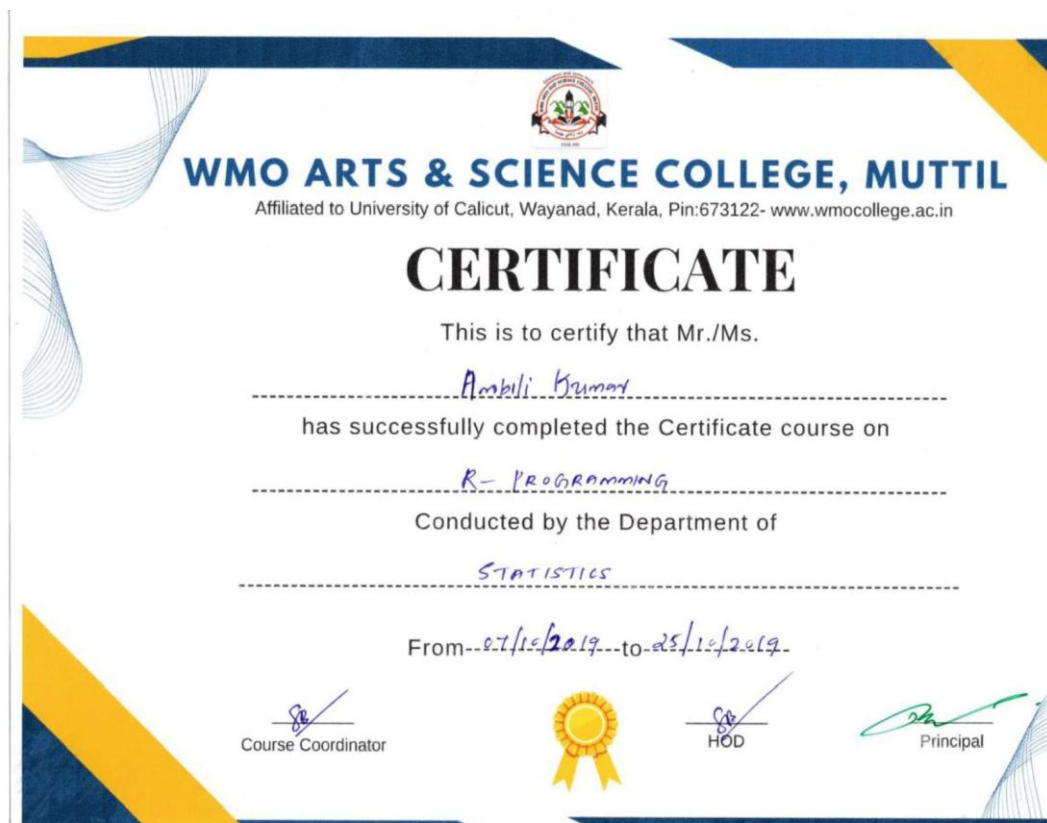 WMO ARTS & SCIENCE COLLEGE, MUTTIL
Affiliated to University of Calicut, Wayanad, Kerala, Pin:673122- www.wmocollege.ac.in
CERTIFICATE
This is to certify that Mr./Ms.
Ambili Kumar
has successfully completed the Certificate course on
R- PROGRAMMING
Conducted by the Department of
STATISTICS
From--07/10/2019---to-25/10/2019-
Course Coordinator
HOD
Principal